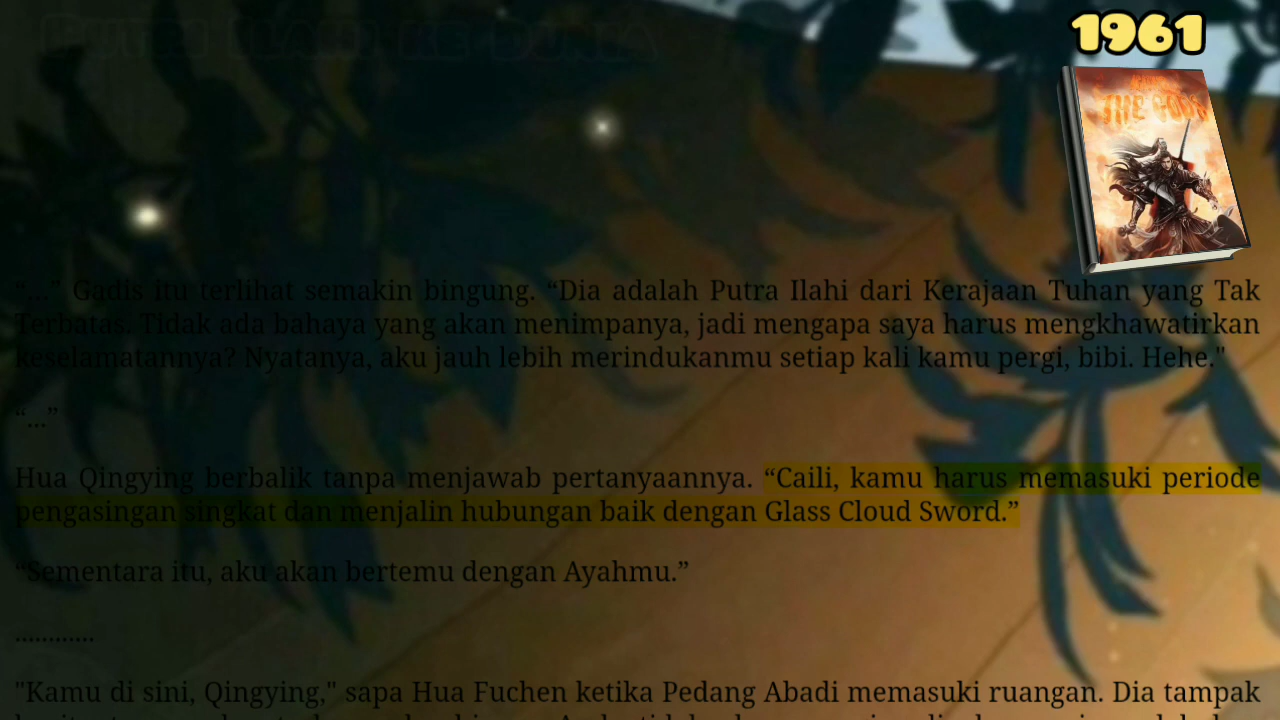 1961
THE GODS
“...” Gadis itu terlihat semakin bingung. “Dia adalah Putra Ilahi dari Kerajaan Tuhan yang Tak
Terbatas. Tidak ada bahaya yang akan menimpanya, jadi mengapa saya harus mengkhawatirkan
keselamatannya? Nyatanya, aku jauh lebih merindukanmu setiap kali kamu pergi, bibi. Hehe."
“...”
Hua Qingying berbalik tanpa menjawab pertanyaannya. “Caili, kamu harus memasuki periode
pengasingan singkat dan menjalin hubungan baik dengan Glass Cloud Sword.”
“Sementara itu, aku akan bertemu dengan Ayahmu.”
............
"Kamu di sini, Qingying," sapa Hua Fuchen ketika Pedang Abadi memasuki ruangan. Dia tampak